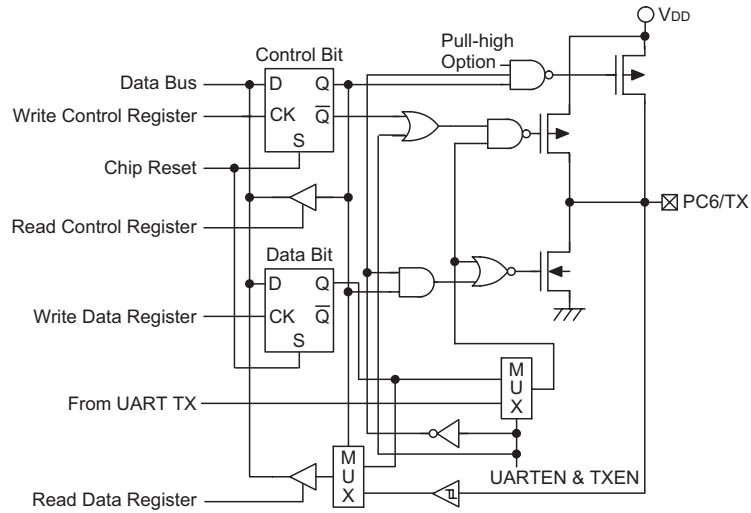 VDD
Control Bit
Pull-high
Option
Data Bus
D
Q
Write Control Register
CK
Q
S
Chip Reset
PC6/TX
Read Control Register
Data Bit
D
Q
Write Data Register
CK
Q
S
M
U
X
From UART TX
M
U
X
UARTEN & TXEN
Read Data Register